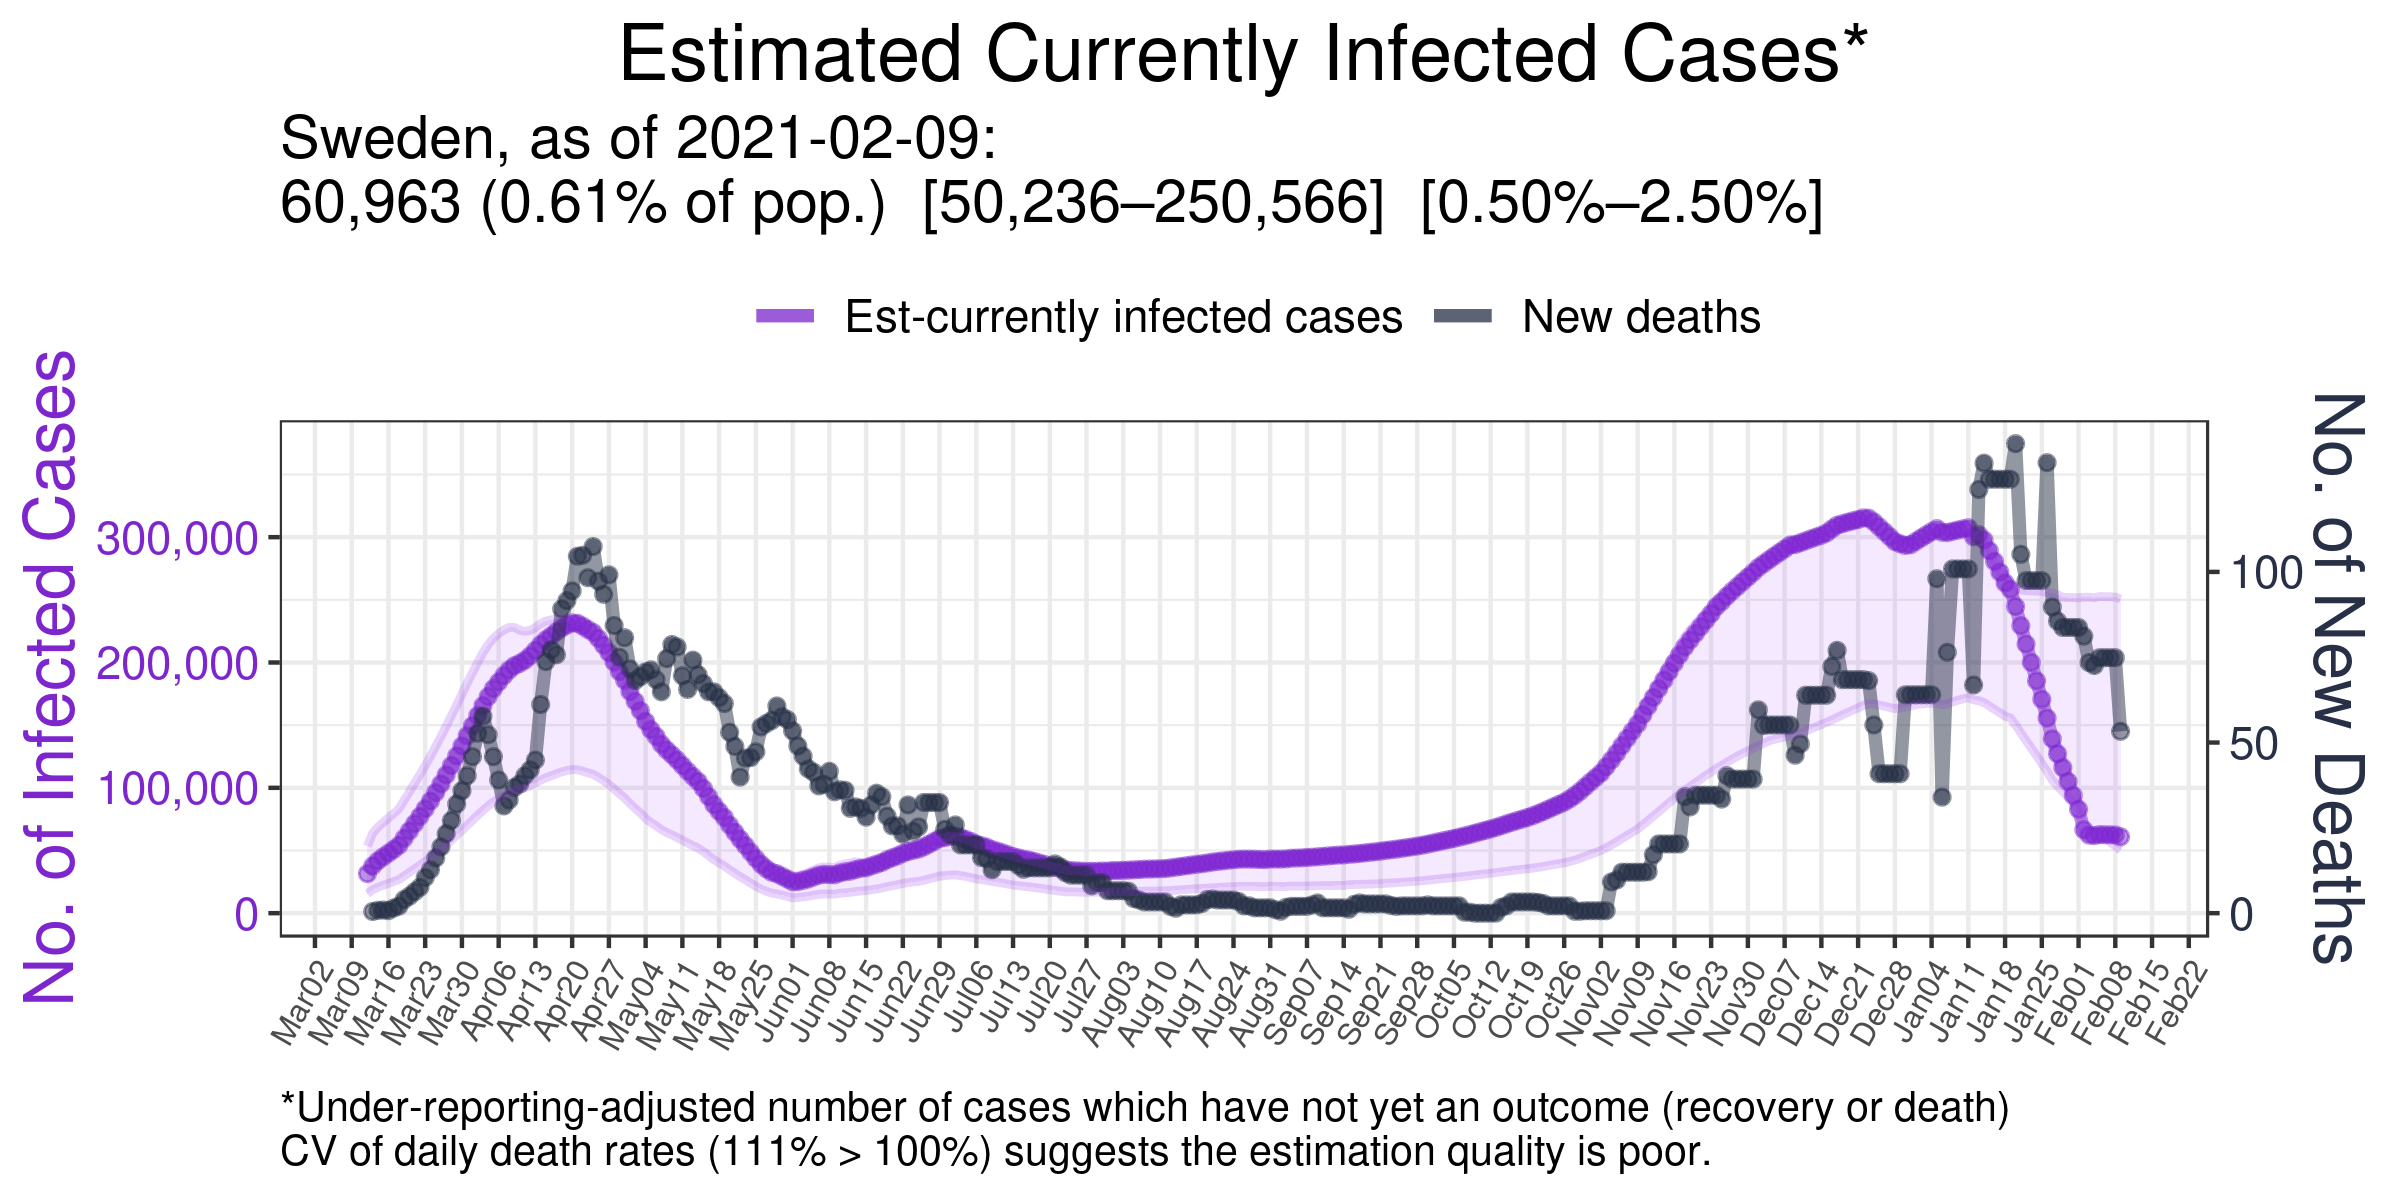 Estimated Currently Infected Cases*
Sweden, as of 2021-02-09:
60,963 (0.61% of pop.) [50,236–250,566] [0.50%–2.50%]
Est-currently infected cases New deaths
No. of Infected Cases
300,000
200,000
100,000
0
100
50
0
No. of New Deaths
Mar02 Mar09 Mar16 Mar23 Mar30 Apr06 Apr13 Apr20 Apr27 May04 May11 May18 May25 Jun01 Jun08 Jun15 Jun22 Jun29 Jul06 Jul13 Jul20 Jul27 Aug03 Aug10 Aug17 Aug24 Aug31 Sep07 Sep14 Sep21 Sep28 Oct05 Oct12 Oct19 Oct26 Nov02 Nov09 Nov16 Nov23 Nov30 Dec07 Dec14 Dec21 Dec28 Jan04 Jan11 Jan18 Jan25 Feb01 Feb08 Feb15 Feb22
*Under-reporting-adjusted number of cases which have not yet an outcome (recovery or death)
CV of daily death rates (111% > 100%) suggests the estimation quality is poor.